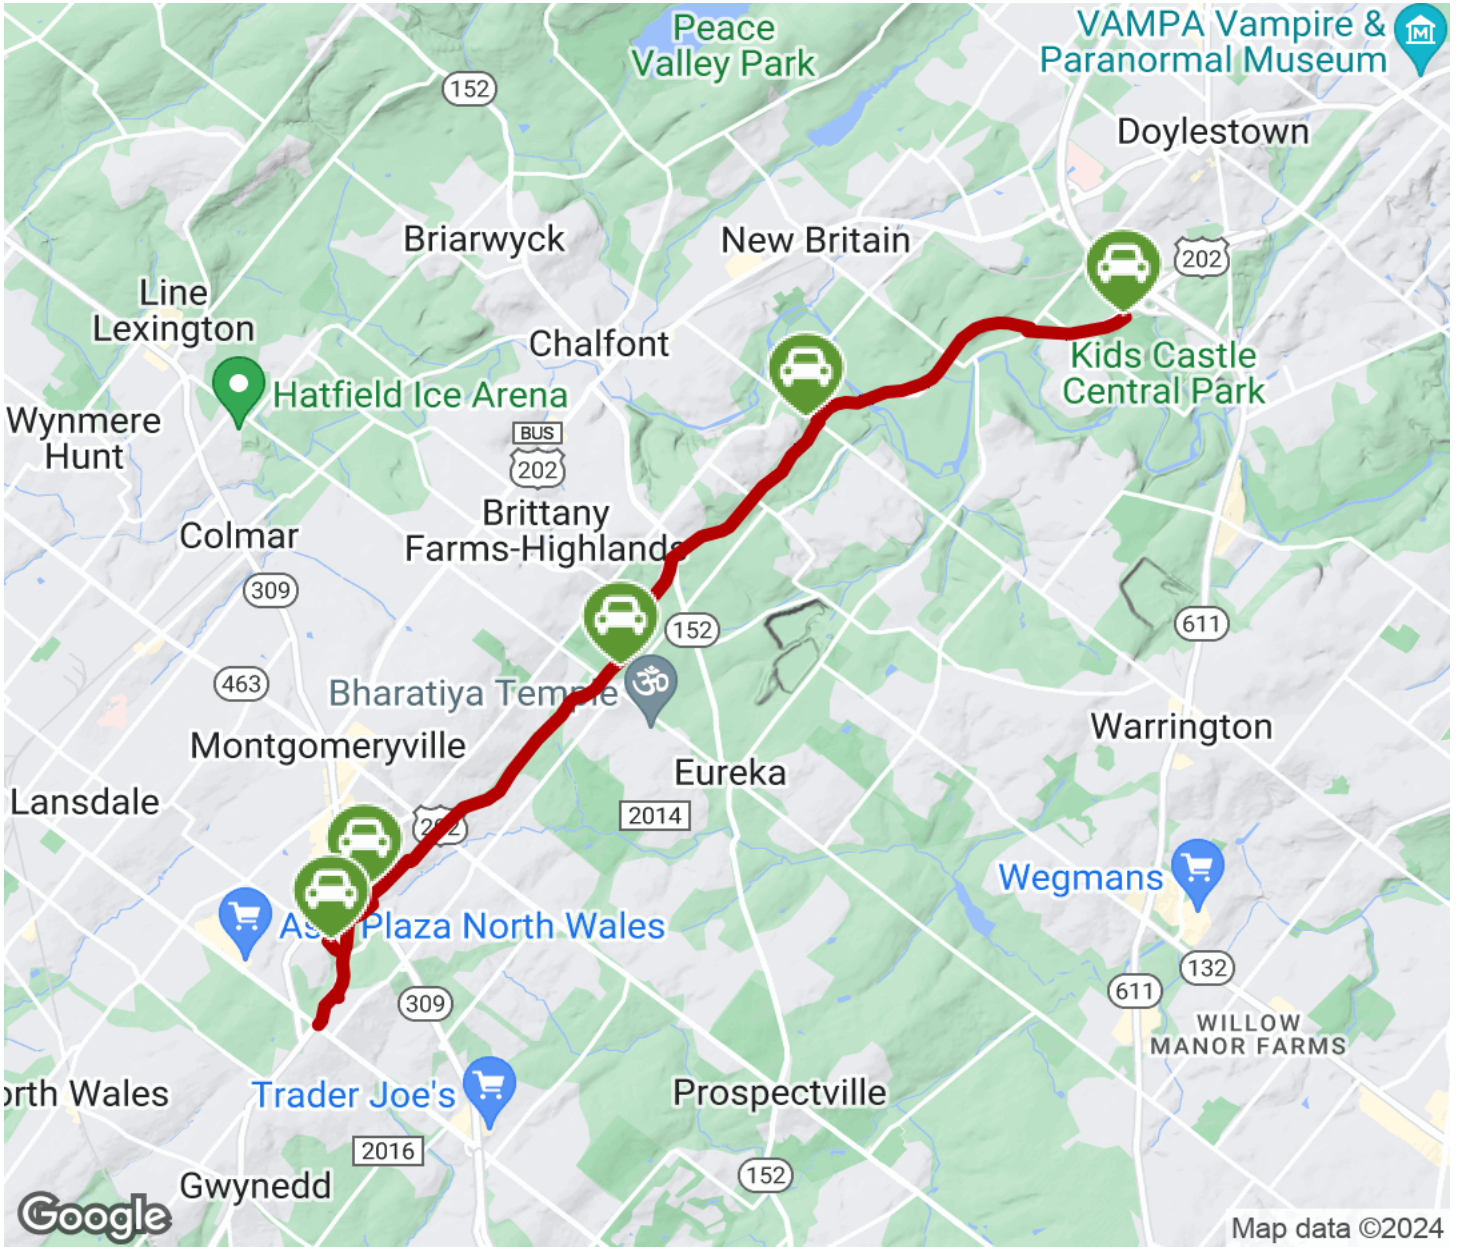 Peace
Valley Park
VAMPA Vampire &
Paranormal Museum
M
152
Doylestown
Briarwyck
New Britain
202
Line
Lexington
Chalfont
Kids Castle
Central Park
Hatfield Ice Arena
Wynmere
Hunt
BUS
202
Brittany
Farms-Highlands
Colmar
309
152
611
463
Bharatiya Temple
ॐ
Montgomeryville
Warrington
Eureka
Lansdale
2014
202
Wegmans
Plaza North Wales
132
611
309
WILLOW
MANOR FARMS
orth Wales
Trader Joe's
Prospectville
2016
152
Gwynedd
Google
Map data ©2024